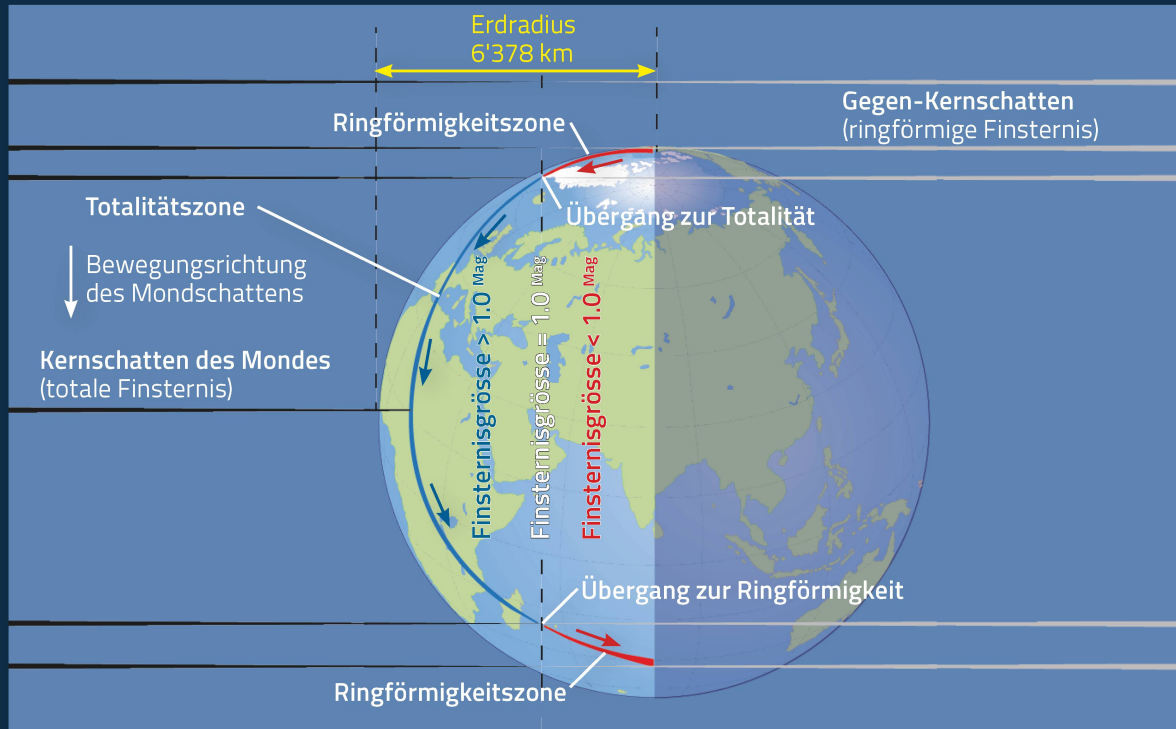 Erdradius
6'378 km
Gegen-Kernschatten
(ringförmige Finsternis)
Ringförmigkeitszone
Totalitätszone
Übergang zur Totalität
Bewegungsrichtung
des Mondschattens
Kernschatten des Mondes
(totale Finsternis)
Finsternisgrösse > 1.0 Mag
Finsternisgrösse = 1.0 Mag
Finsternisgrösse < 1.0 Mag
Übergang zur Ringförmigkeit
Ringförmigkeitszone